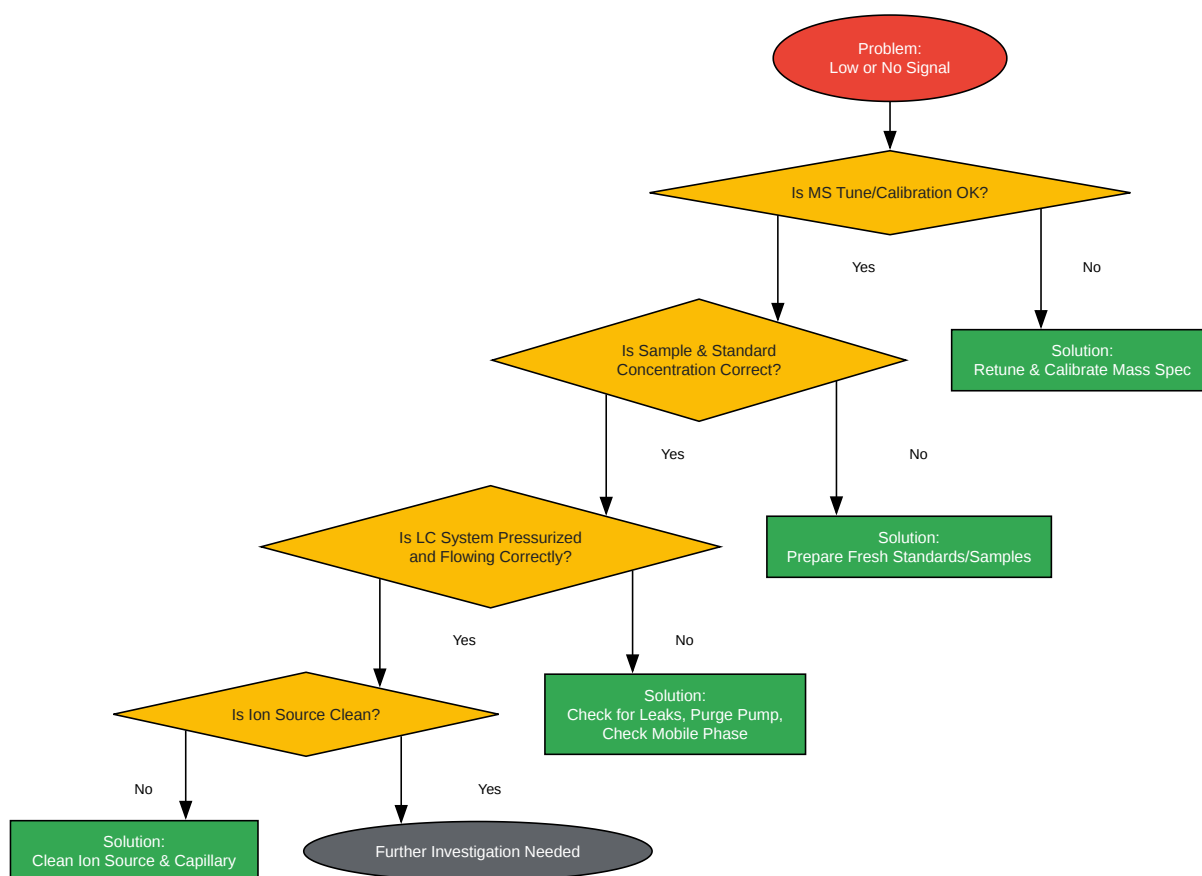 Problem:
Low or No Signal
Is MS Tune/Calibration OK?
Yes
No
Is Sample & Standard
Concentration Correct?
Solution:
Retune & Calibrate Mass Spec
Yes
No
Is LC System Pressurized
and Flowing Correctly?
Solution:
Prepare Fresh Standards/Samples
Yes
No
Is Ion Source Clean?
Solution:
Check for Leaks, Purge Pump,
Check Mobile Phase
No
Yes
Solution:
Clean Ion Source & Capillary
Further Investigation Needed